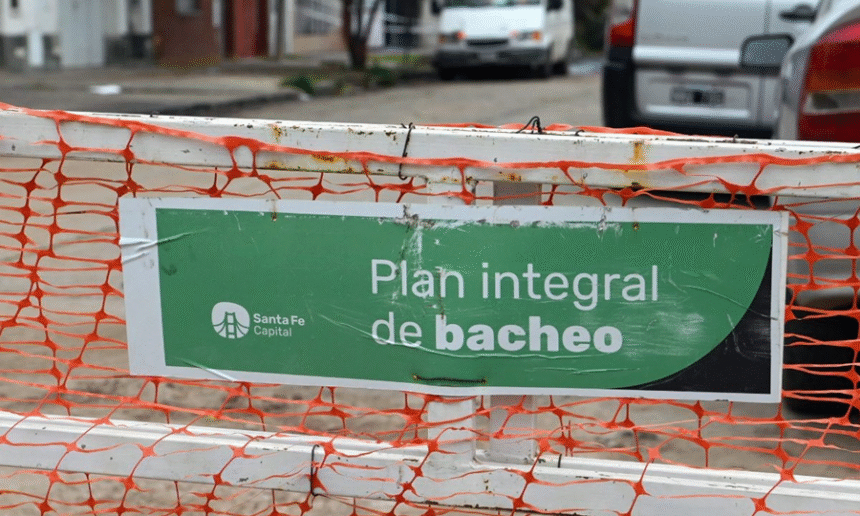 Plan integral
de bacheo
Santa Fe
Capital